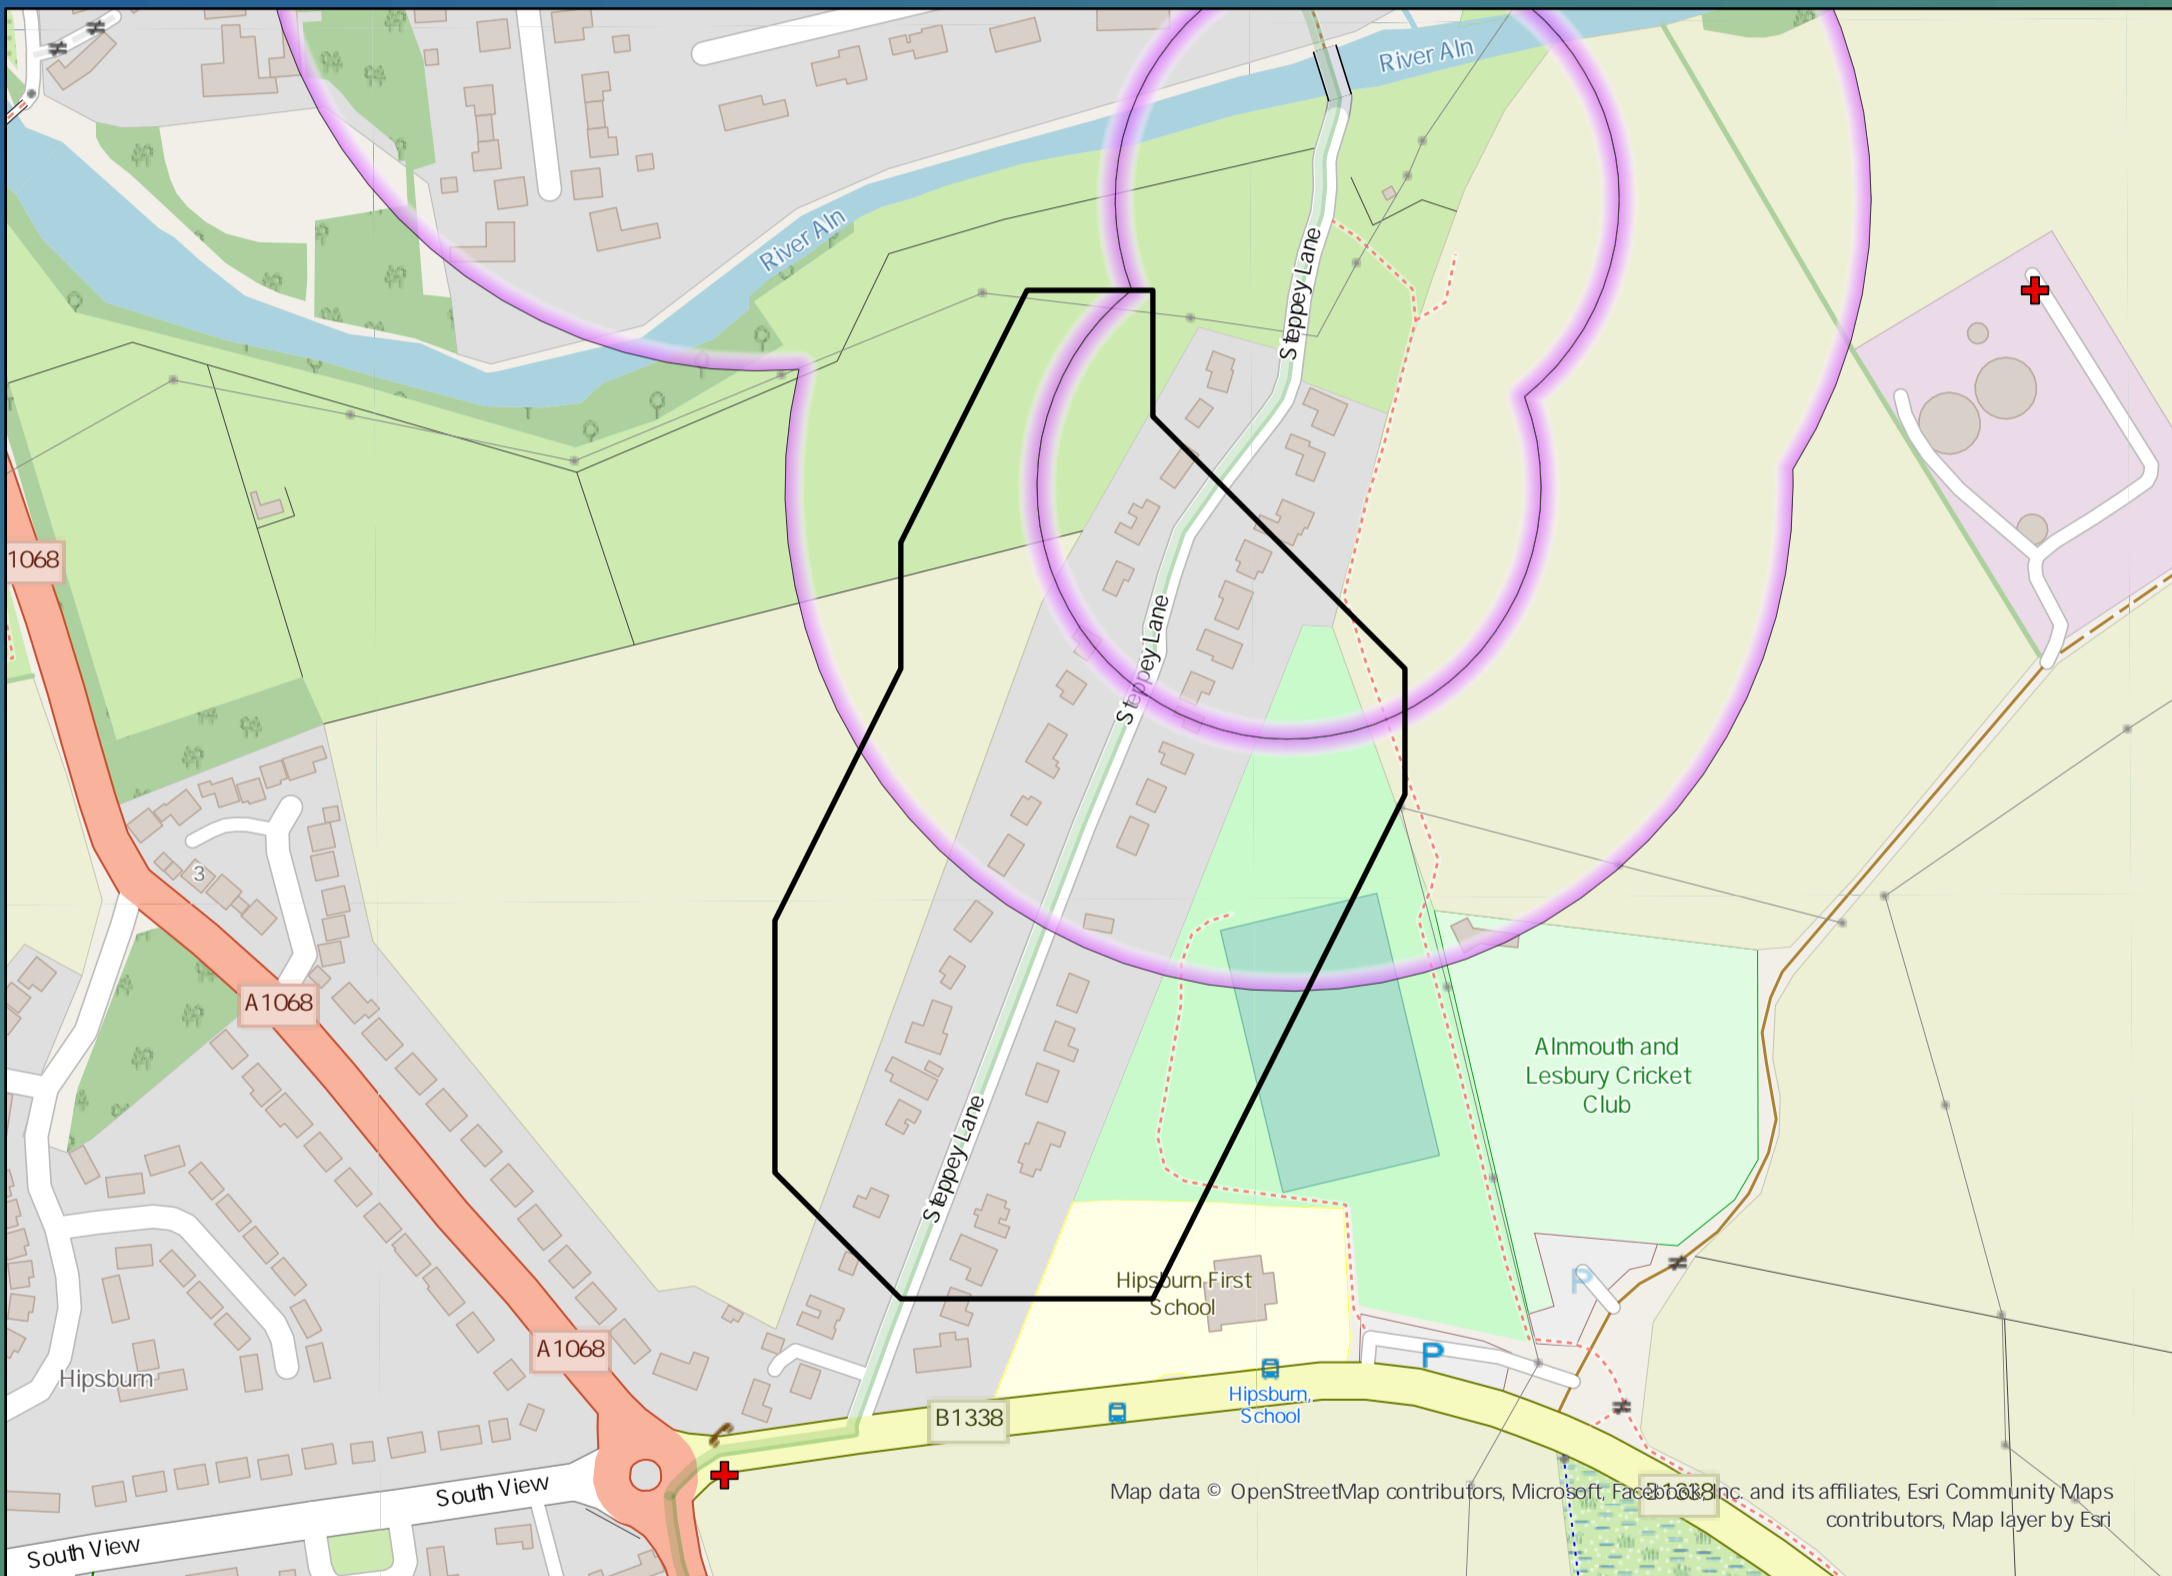 River Aln
River Aln
Steppey Lane
1068
Steppey Lane
3
A1068
Alnmouth and
Lesbury Cricket
Club
Steppey Lane
Hipsburn First
School
P
A1068
P
Hipsburn
Hipsburn,
School
B1338
South View
B1338
Map data © OpenStreetMap contributors, Microsoft, Facebook, Inc. and its affiliates, Esri Community Maps
contributors, Map layer by Esri
South View